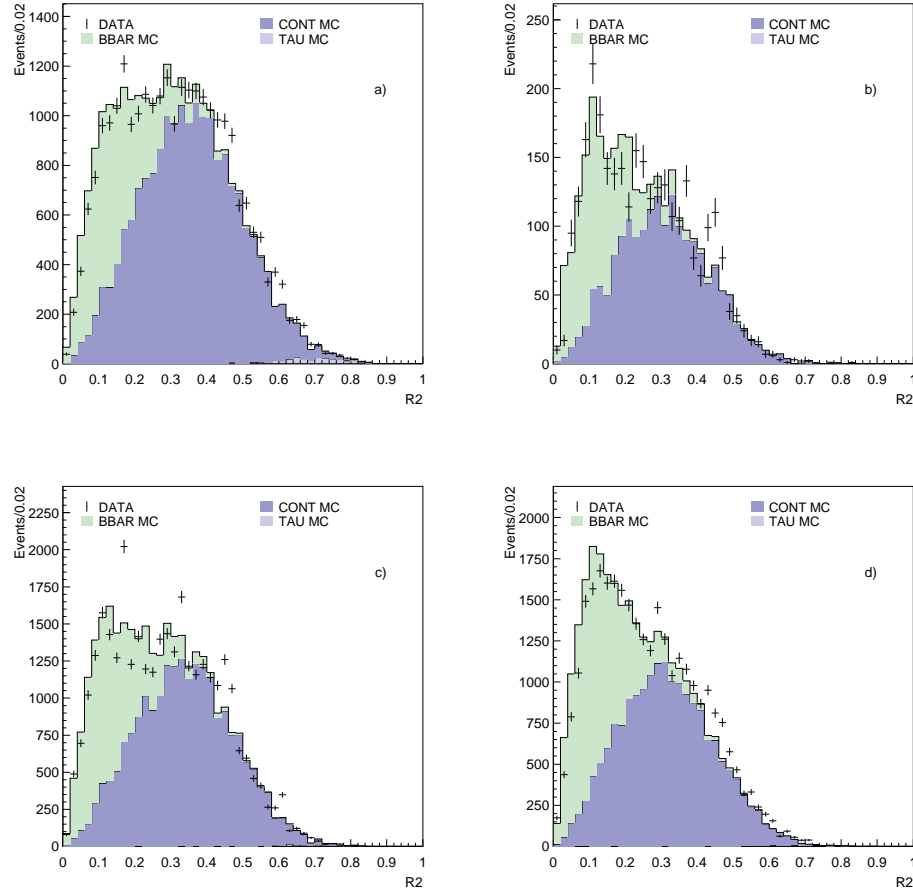 Events/0.02
1400
1200
1000
800
600
400
200
0
DATA
BBAR MC
CONT MC
TAU MC
a)
0 0.1 0.2 0.3 0.4 0.5 0.6 0.7 0.8 0.9 1
R2
Events/0.02
250
200
150
100
50
0
DATA
BBAR MC
CONT MC
TAU MC
b)
0 0.1 0.2 0.3 0.4 0.5 0.6 0.7 0.8 0.9 1
R2
Events/0.02
2250
2000
1750
1500
1250
1000
750
500
250
0
DATA
BBAR MC
CONT MC
TAU MC
c)
0 0.1 0.2 0.3 0.4 0.5 0.6 0.7 0.8 0.9 1
R2
Events/0.02
2000
1750
1500
1250
1000
750
500
250
0
DATA
BBAR MC
CONT MC
TAU MC
d)
0 0.1 0.2 0.3 0.4 0.5 0.6 0.7 0.8 0.9 1
R2